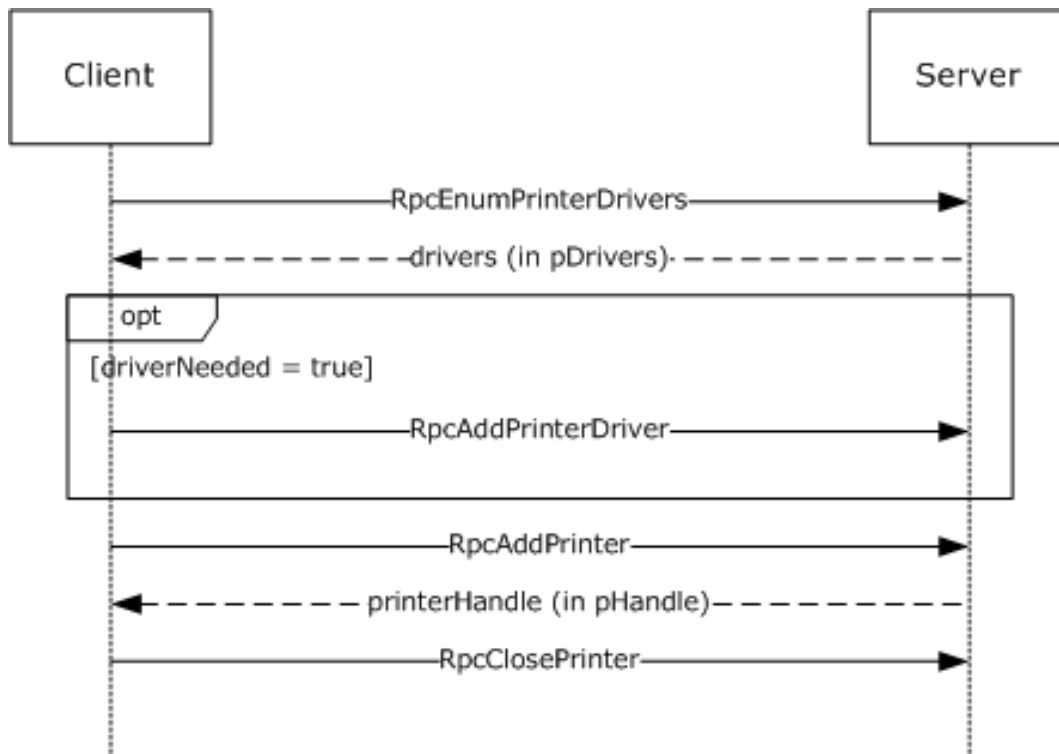 Client
Server
RpcEnumPrinterDrivers
drivers (in pDrivers)
opt
[driverNeeded = true]
RpcAddPrinterDriver
RpcAddPrinter
printerHandle (in pHandle)
RpcClosePrinter